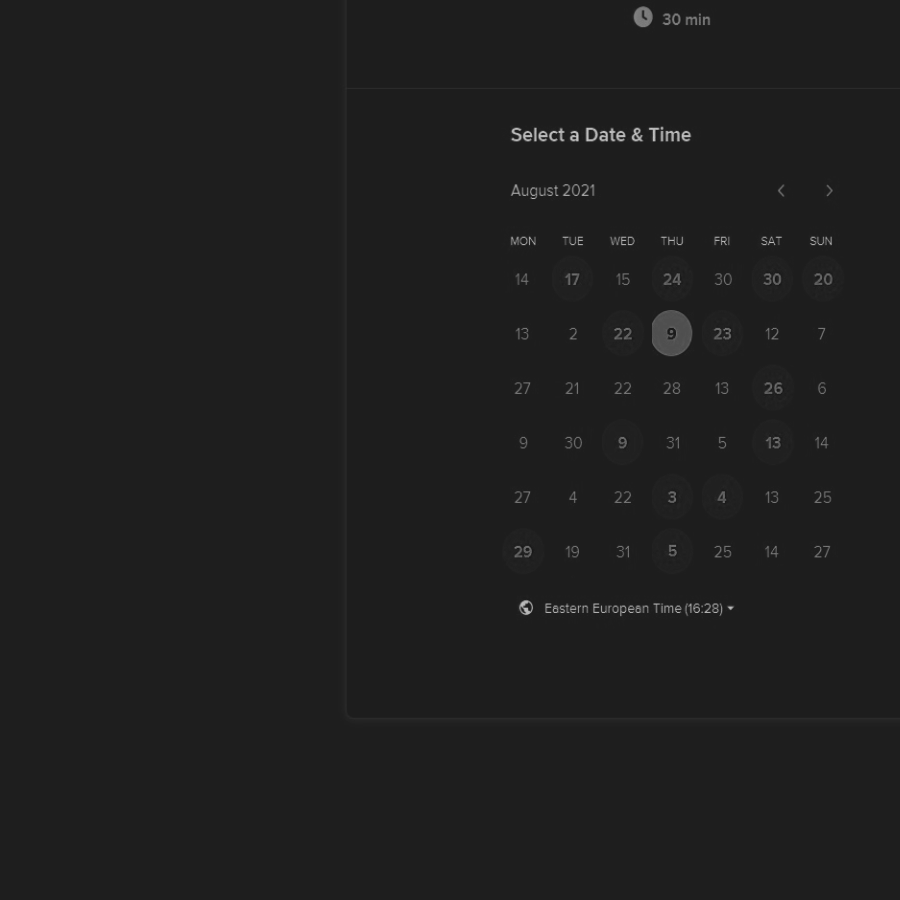 30 min
Select a Date & Time
August 2021
MON TUE WED THU FRI SAT SUN
14 17 15 24 30 30 20
13 2 22 9 23 12 7
27 21 22 28 13 26 6
9 30 9 31 5 13 14
27 4 22 3 4 13 25
29 19 31 5 25 14 27
Eastern European Time (16:28)